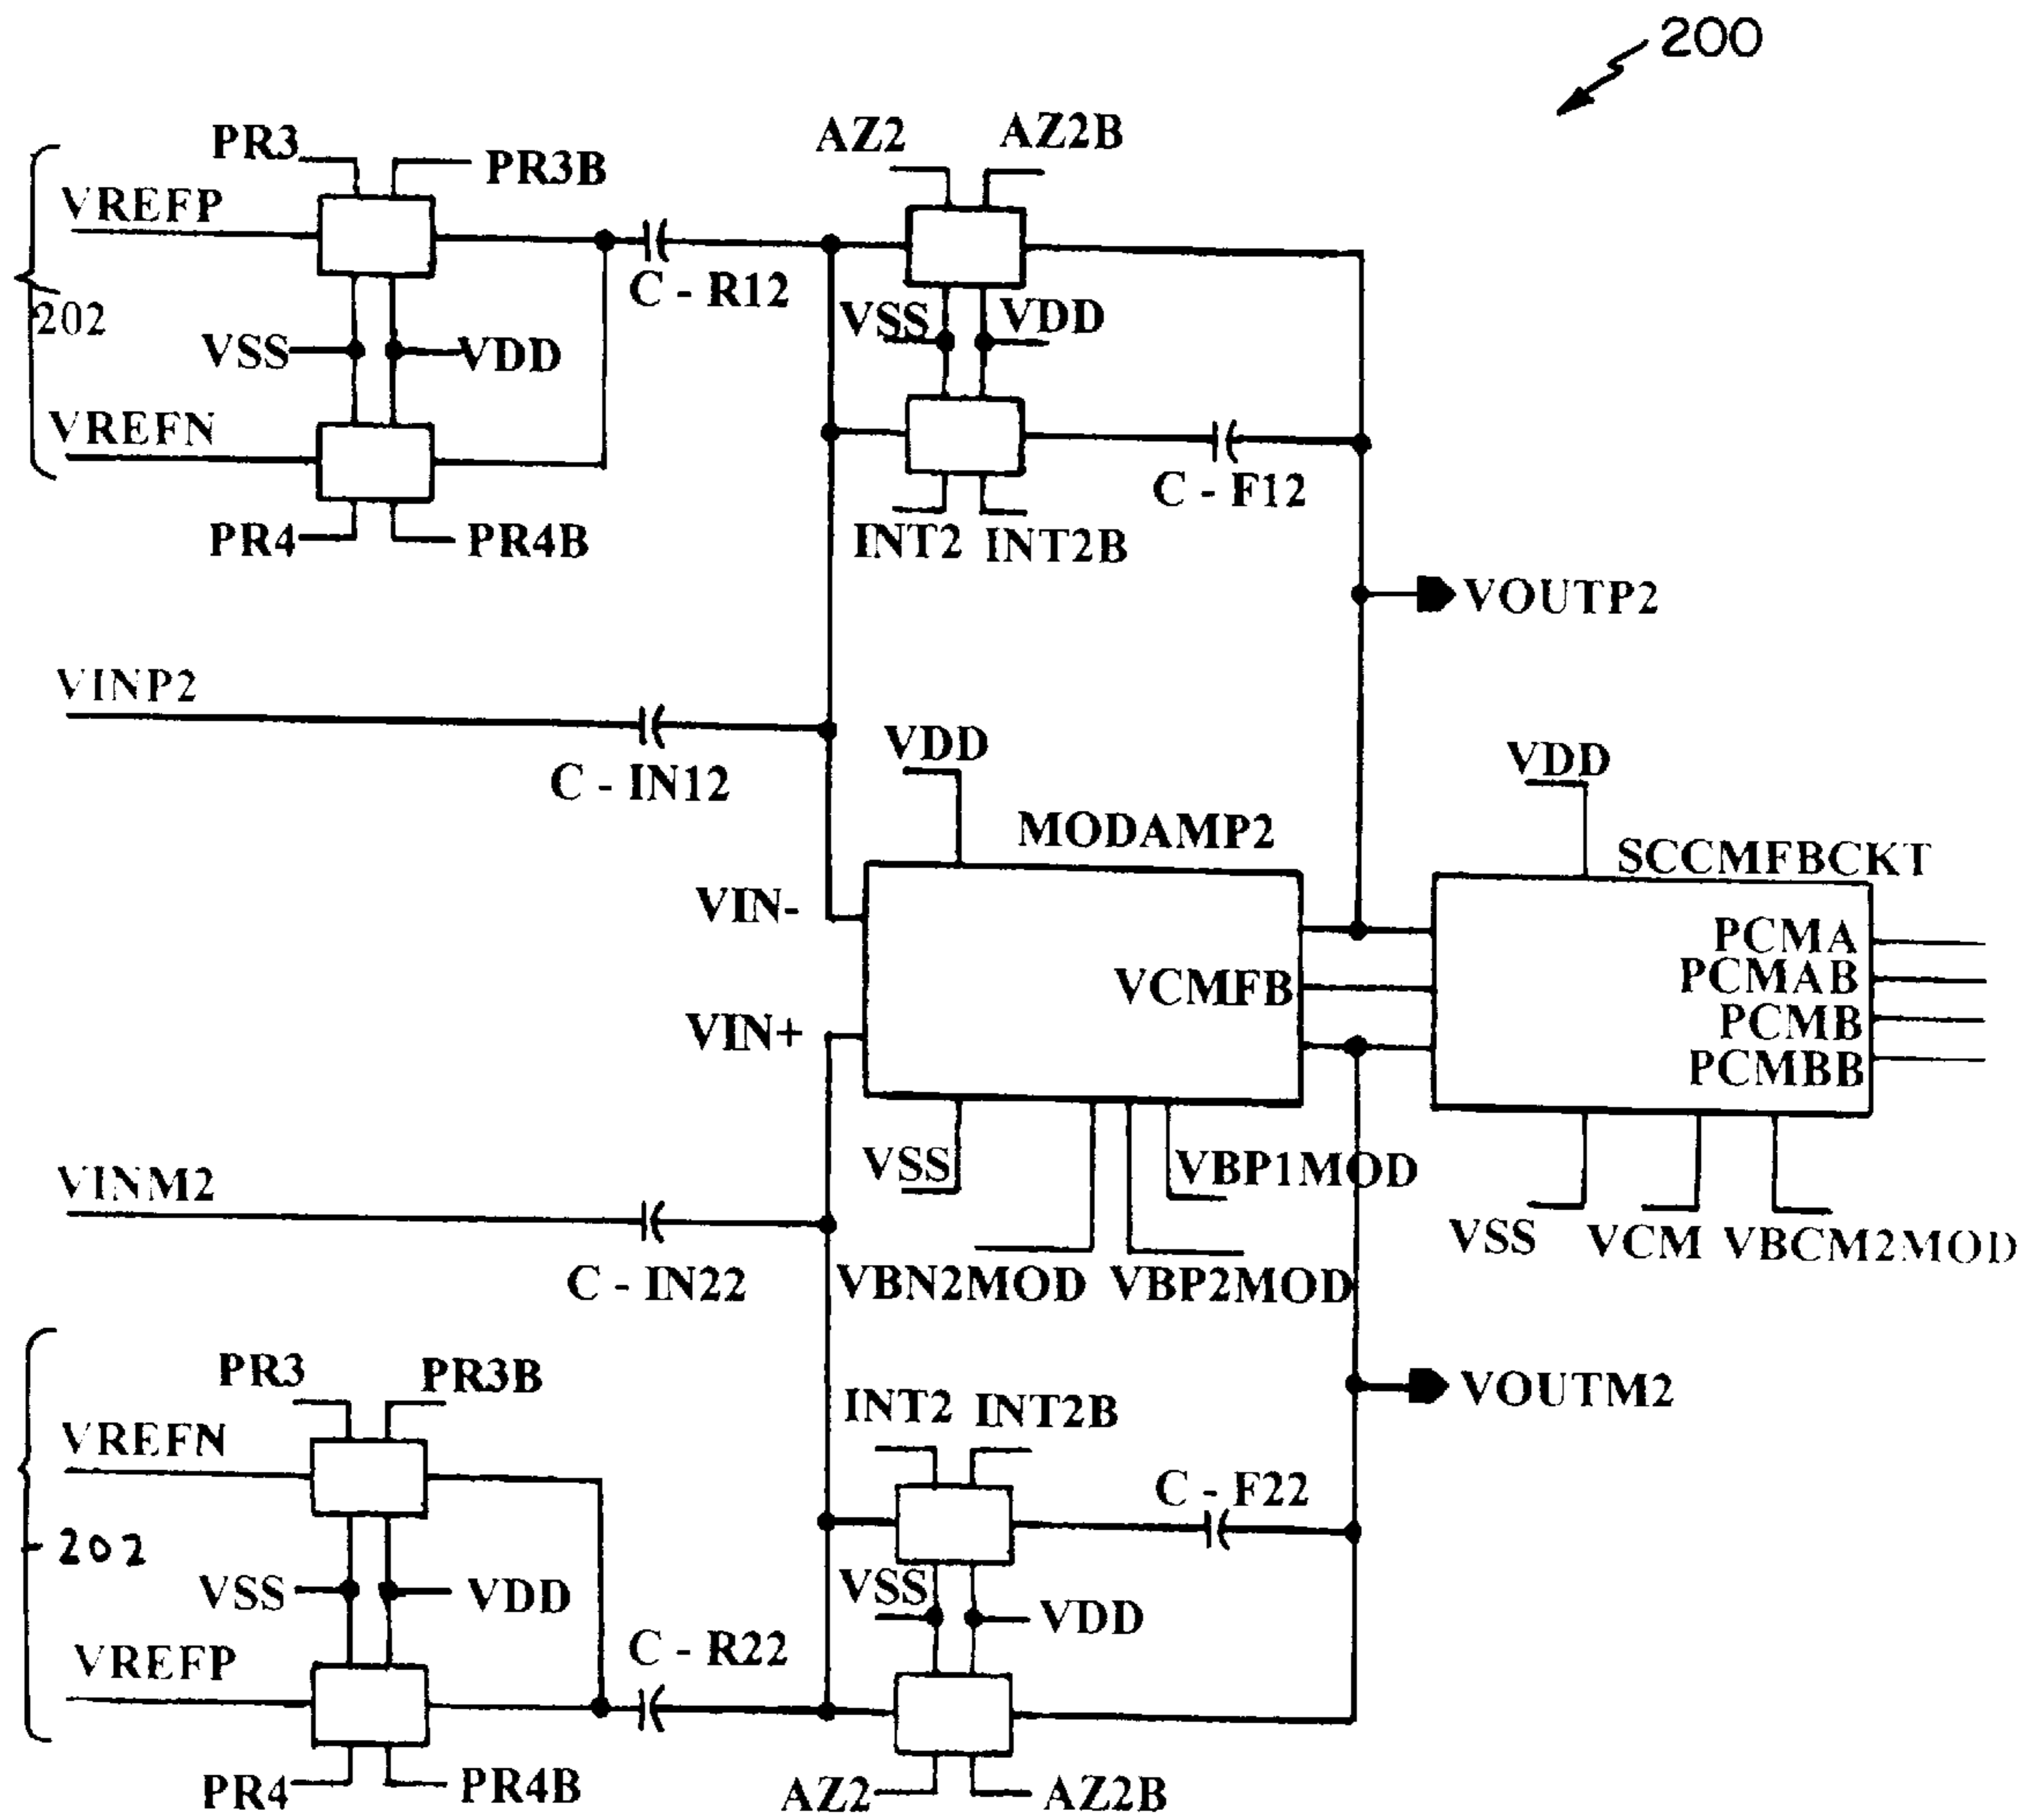 200
PR3
PR3B
AZ2
AZ2B
VREFP
C - R12
202
VSS
VDD
VSS
VDD
VREFN
C - F12
PR4
PR4B
INT2
INT2B
VOUTP2
VINP2
C - IN12
VDD
VDD
MODAMP2
SCCMFBCKT
VIN-
PCMA
VCMFB
PCMAB
VIN+
PCMB
PCMBB
VINM2
VSS
VBP1MOD
C - IN22
VBN2MOD
VBP2MOD
VSS
VCM
VBCM2MOD
PR3
PR3B
INT2
INT2B
VOUTM2
VREFN
C - F22
202
VSS
VDD
VSS
VDD
VREFP
C - R22
PR4
PR4B
AZ2
AZ2B